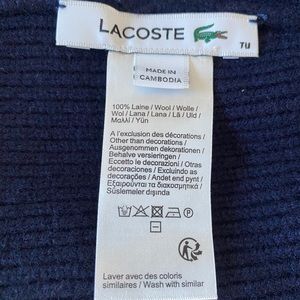 LACOSTE
TU
MADE IN
CAMBODIA
100% Laine / Wool / Wolle /
Wol / Lana / Lana / Lã / Uld /
Μαλλί / Yün
A l'exclusion des décorations /
Other than decorations /
Ausgenommen dekorationen /
Behalve versieringen /
Eccetto le decorazioni / Otras
decoraciones / Excluindo as
decorações / Andet end pynt /
Εξαιρούνται τα διακοσμητικά /
Süslemeler dışında
Laver avec des coloris
similaires / Wash with similar